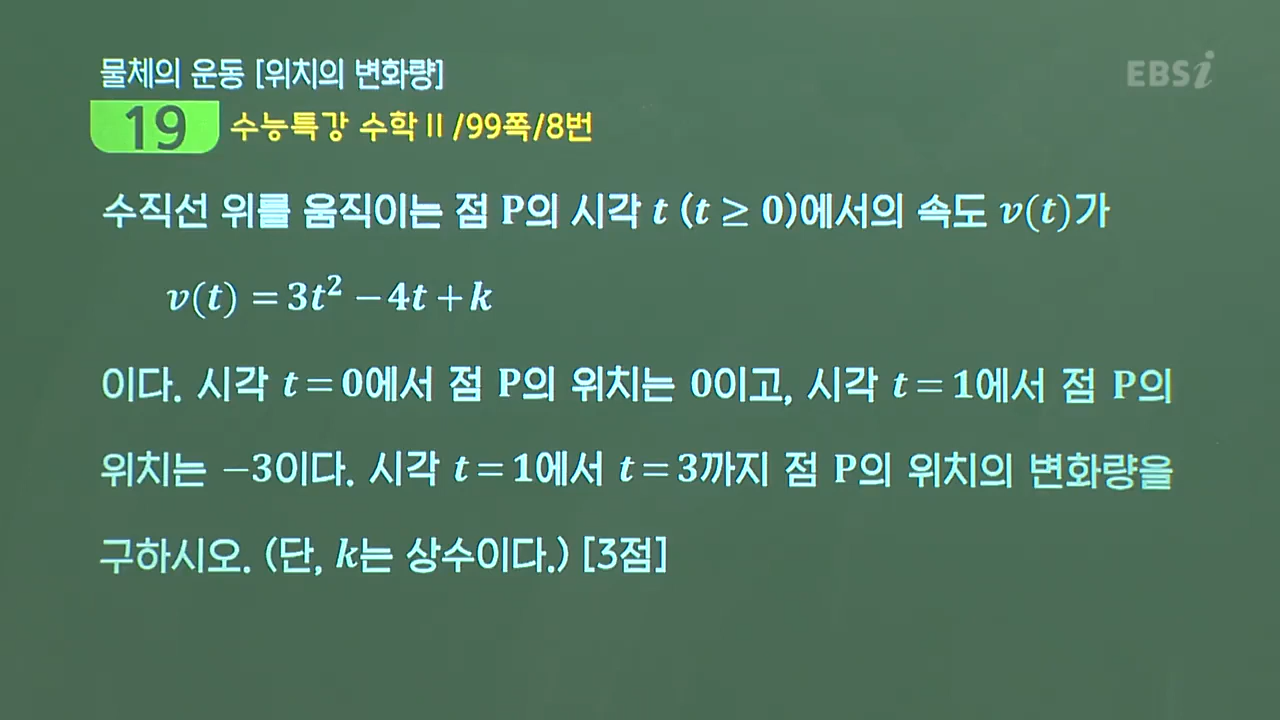 물체의 운동 [위치의 변화량]
EBSi
19 수능특강 수학Ⅱ/99쪽/8번
수직선 위를 움직이는 점 P의 시각 t (t ≥ 0)에서의 속도 v(t)가
v(t) = 3t² − 4t + k
이다. 시각 t = 0에서 점 P의 위치는 0이고, 시각 t = 1에서 점 P의
위치는 −3이다. 시각 t = 1에서 t = 3까지 점 P의 위치의 변화량을
구하시오. (단, k는 상수이다.) [3점]